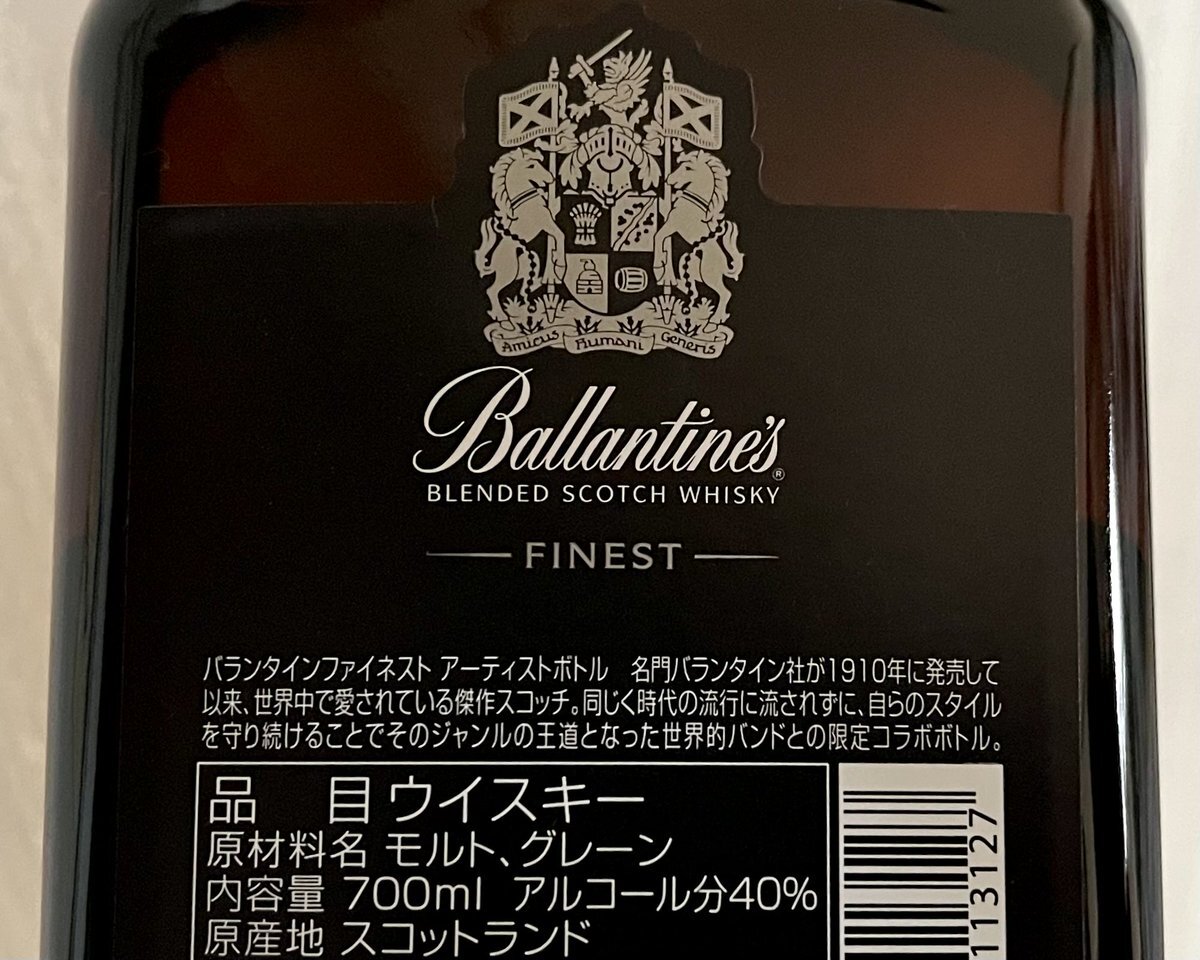 Amicus Humani Generis
Ballantine's®
BLENDED SCOTCH WHISKY
FINEST
バランタインファイネスト アーティストボトル　名門バランタイン社が1910年に発売して
以来、世界中で愛されている傑作スコッチ。同じく時代の流行に流されずに、自らのスタイル
を守り続けることでそのジャンルの王道となった世界的バンドとの限定コラボボトル。
品　目 ウイスキー
原材料名 モルト、グレーン
内容量 700ml アルコール分40%
原産地 スコットランド
113127